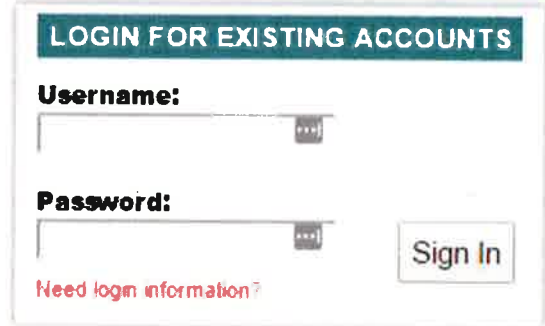 LOGIN FOR EXISTING ACCOUNTS
Username:
Password:
Sign In
Need login information?